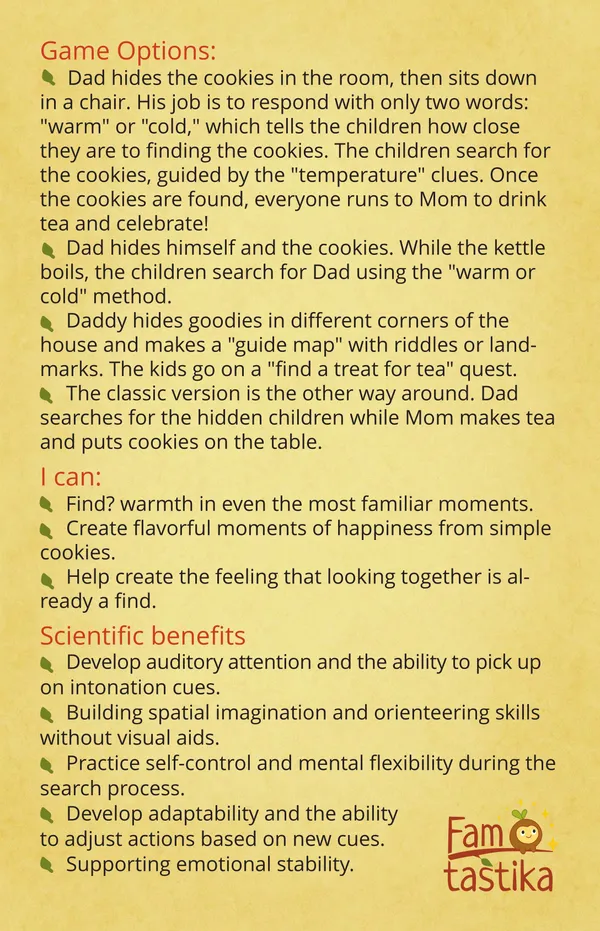 Game Options:
Dad hides the cookies in the room, then sits down
in a chair. His job is to respond with only two words:
"warm" or "cold," which tells the children how close
they are to finding the cookies. The children search for
the cookies, guided by the "temperature" clues. Once
the cookies are found, everyone runs to Mom to drink
tea and celebrate!
Dad hides himself and the cookies. While the kettle
boils, the children search for Dad using the "warm or
cold" method.
Daddy hides goodies in different corners of the
house and makes a "guide map" with riddles or land-
marks. The kids go on a "find a treat for tea" quest.
The classic version is the other way around. Dad
searches for the hidden children while Mom makes tea
and puts cookies on the table.
I can:
Find? warmth in even the most familiar moments.
Create flavorful moments of happiness from simple
cookies.
Help create the feeling that looking together is al-
ready a find.
Scientific benefits
Develop auditory attention and the ability to pick up
on intonation cues.
Building spatial imagination and orienteering skills
without visual aids.
Practice self-control and mental flexibility during the
search process.
Develop adaptability and the ability
to adjust actions based on new cues.
Supporting emotional stability.
Fam
tastika